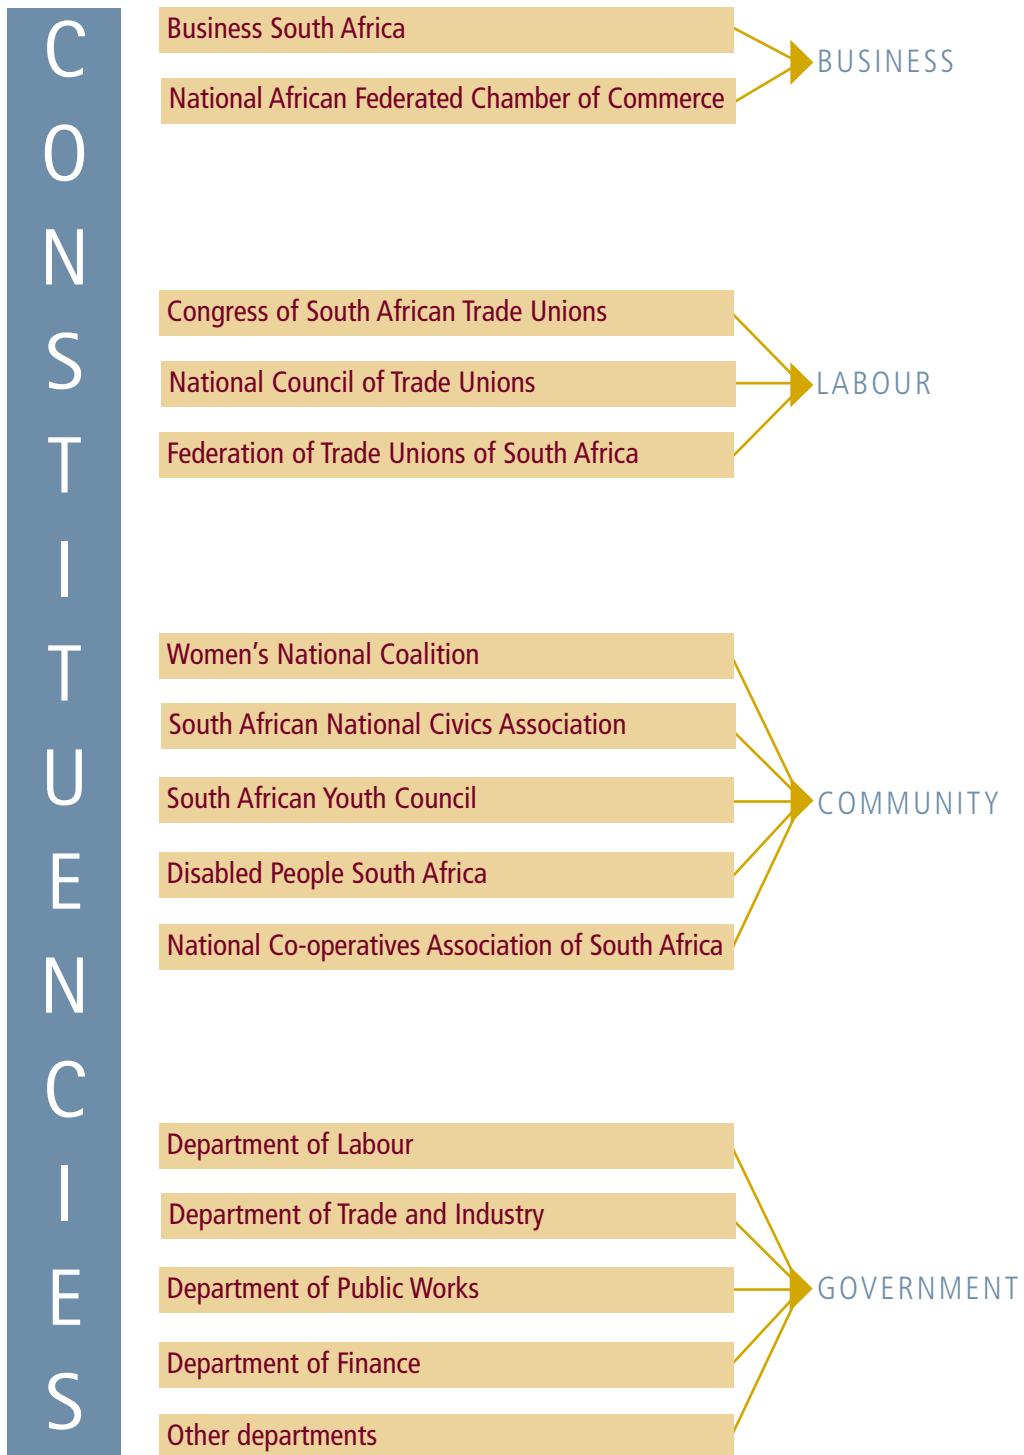 CONSTITUENCIES
Business South Africa
National African Federated Chamber of Commerce
BUSINESS
Congress of South African Trade Unions
National Council of Trade Unions
Federation of Trade Unions of South Africa
LABOUR
Women’s National Coalition
South African National Civics Association
South African Youth Council
Disabled People South Africa
National Co-operatives Association of South Africa
COMMUNITY
Department of Labour
Department of Trade and Industry
Department of Public Works
Department of Finance
Other departments
GOVERNMENT